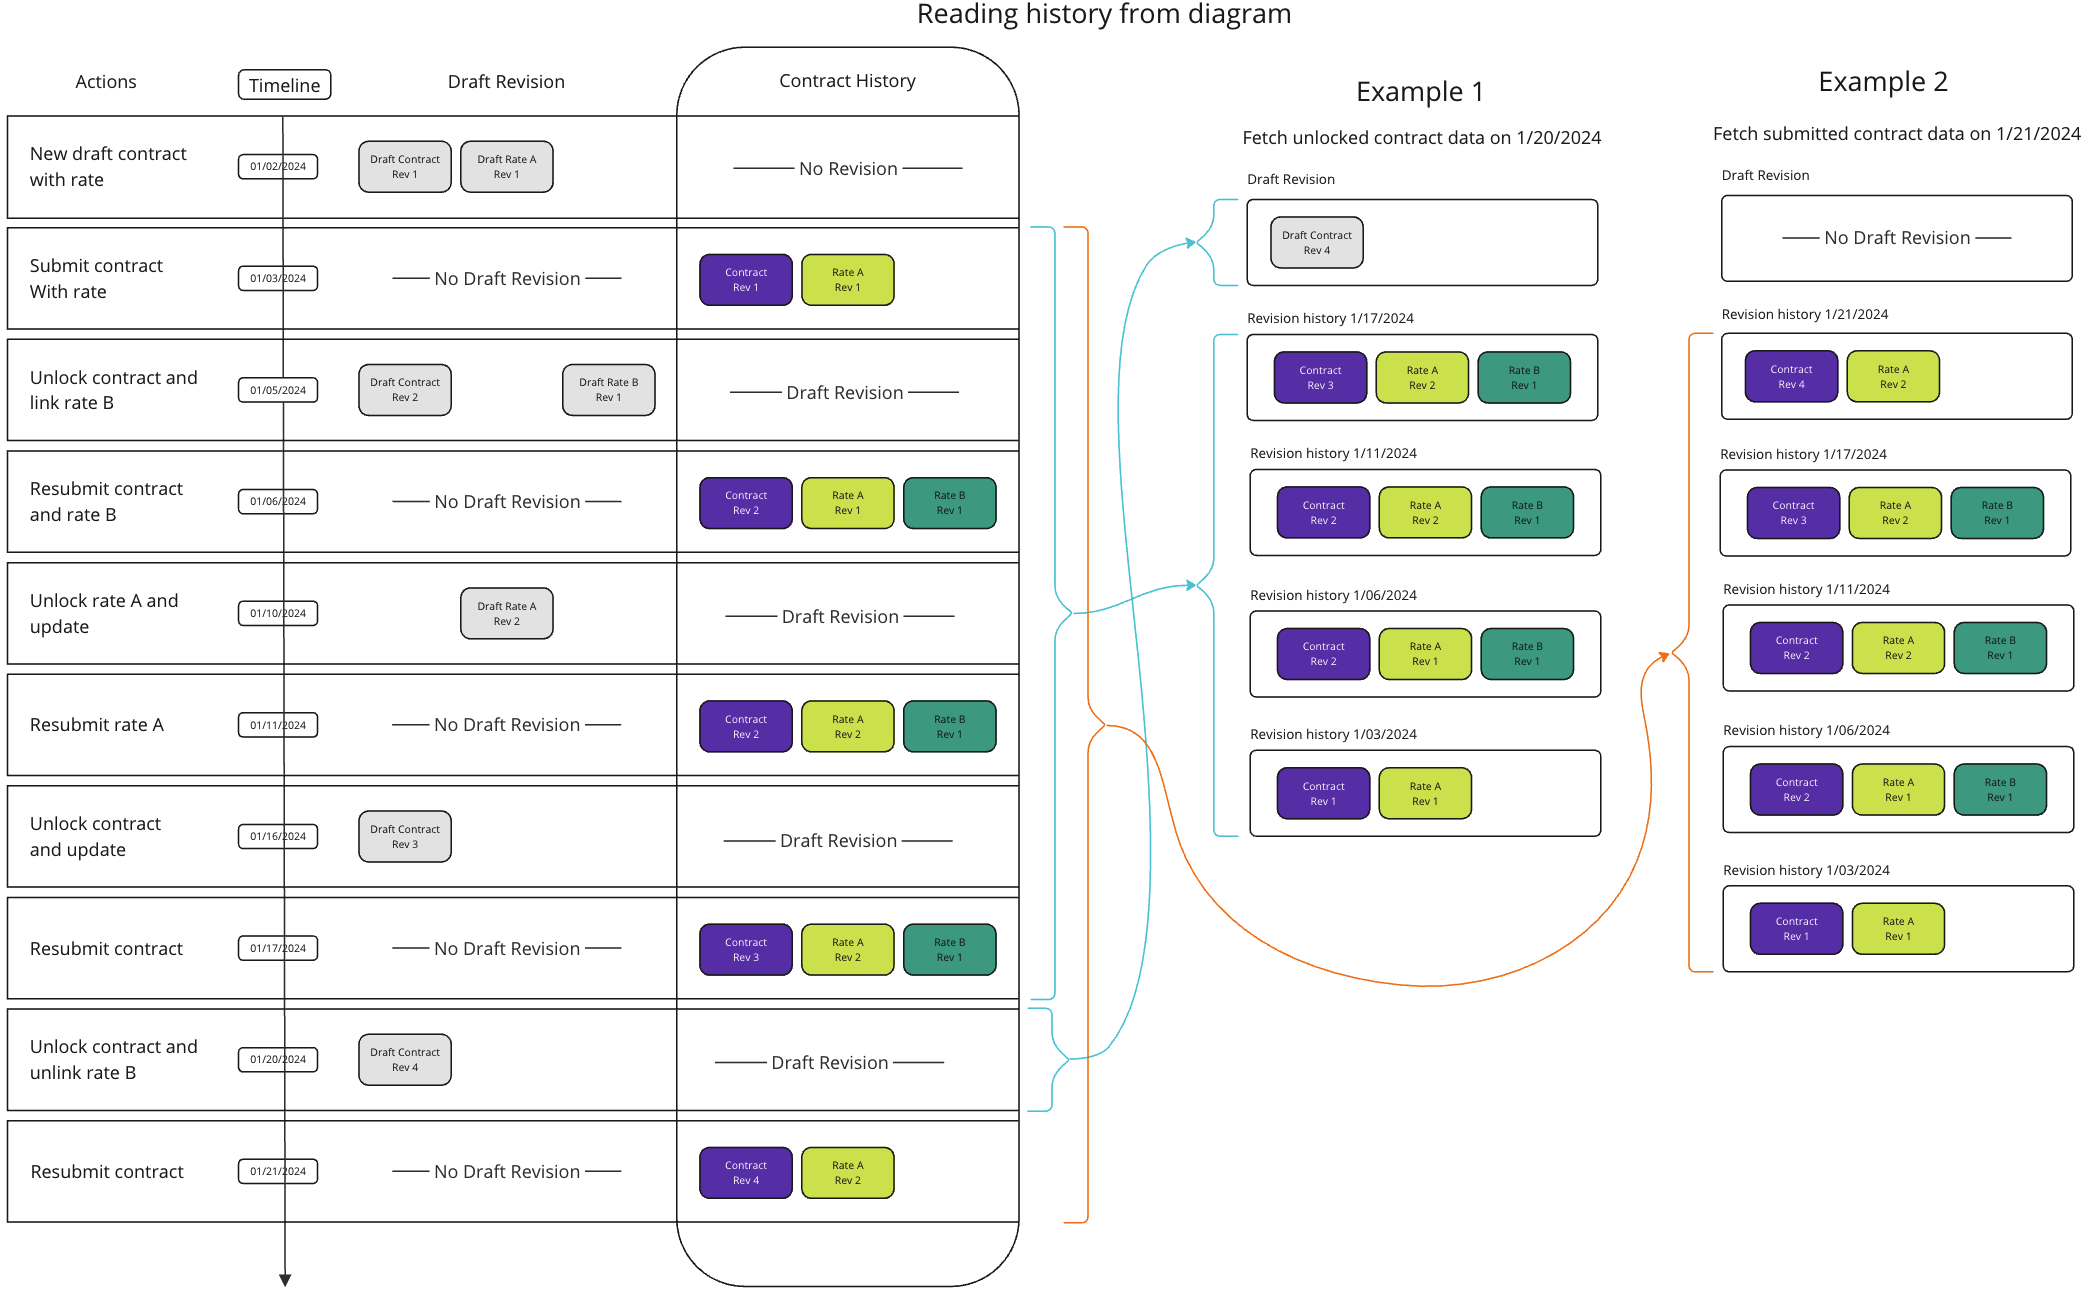 Reading history from diagram
Actions
Timeline
Draft Revision
Contract History
New draft contract
with rate
01/02/2024
Draft Contract
Rev 1
Draft Rate A
Rev 1
No Revision
Submit contract
With rate
01/03/2024
No Draft Revision
Contract
Rev 1
Rate A
Rev 1
Unlock contract and
link rate B
01/05/2024
Draft Contract
Rev 2
Draft Rate B
Rev 1
Draft Revision
Resubmit contract
and rate B
01/06/2024
No Draft Revision
Contract
Rev 2
Rate A
Rev 1
Rate B
Rev 1
Unlock rate A and
update
01/10/2024
Draft Rate A
Rev 2
Draft Revision
Resubmit rate A
01/11/2024
No Draft Revision
Contract
Rev 2
Rate A
Rev 2
Rate B
Rev 1
Unlock contract
and update
01/16/2024
Draft Contract
Rev 3
Draft Revision
Resubmit contract
01/17/2024
No Draft Revision
Contract
Rev 3
Rate A
Rev 2
Rate B
Rev 1
Unlock contract and
unlink rate B
01/20/2024
Draft Contract
Rev 4
Draft Revision
Resubmit contract
01/21/2024
No Draft Revision
Contract
Rev 4
Rate A
Rev 2
Example 1
Fetch unlocked contract data on 1/20/2024
Draft Revision
Draft Contract
Rev 4
Revision history 1/17/2024
Contract
Rev 3
Rate A
Rev 2
Rate B
Rev 1
Revision history 1/11/2024
Contract
Rev 2
Rate A
Rev 2
Rate B
Rev 1
Revision history 1/06/2024
Contract
Rev 2
Rate A
Rev 1
Rate B
Rev 1
Revision history 1/03/2024
Contract
Rev 1
Rate A
Rev 1
Example 2
Fetch submitted contract data on 1/21/2024
Draft Revision
No Draft Revision
Revision history 1/21/2024
Contract
Rev 4
Rate A
Rev 2
Revision history 1/17/2024
Contract
Rev 3
Rate A
Rev 2
Rate B
Rev 1
Revision history 1/11/2024
Contract
Rev 2
Rate A
Rev 2
Rate B
Rev 1
Revision history 1/06/2024
Contract
Rev 2
Rate A
Rev 1
Rate B
Rev 1
Revision history 1/03/2024
Contract
Rev 1
Rate A
Rev 1